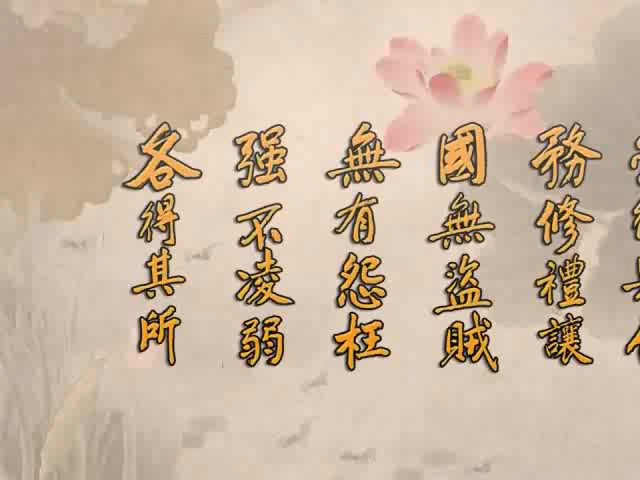 務修禮讓
國無盜賊
無有怨枉
强不凌弱
各得其所